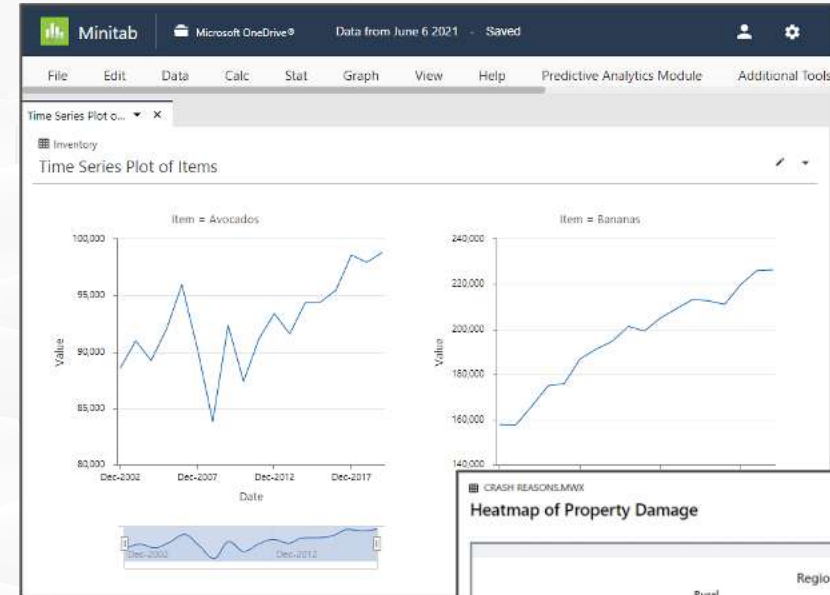 Minitab
Microsoft OneDrive®
Data from June 6 2021 - Saved
File Edit Data Calc Stat Graph View Help Predictive Analytics Module Additional Tools
Time Series Plot o...
Inventory
Time Series Plot of Items
Item = Avocados
100,000
95,000
90,000
85,000
80,000
Value
Dec-2002 Dec-2007 Dec-2012 Dec-2017
Date
Dec-2002 Dec-2012
Item = Bananas
240,000
220,000
200,000
180,000
160,000
140,000
Value
CRASH REASONS.MWX
Heatmap of Property Damage
Regio
Rural